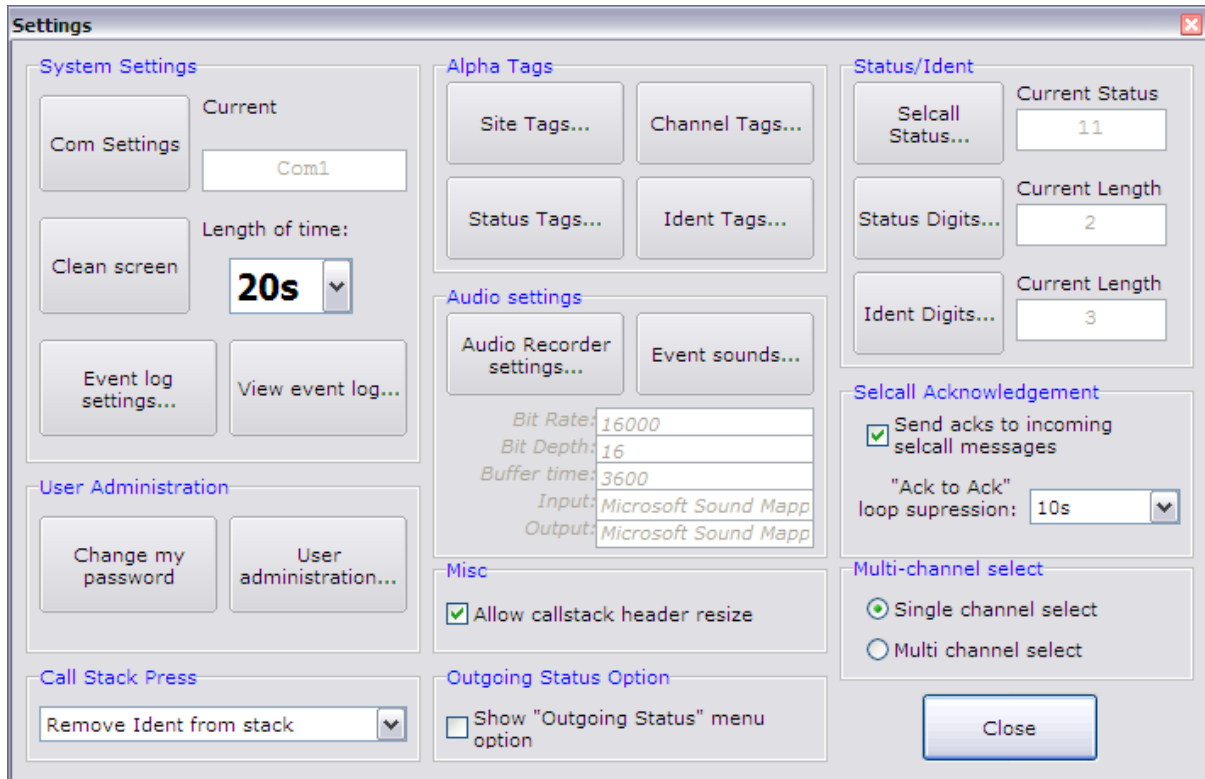 Settings
System Settings
Com Settings
Current
Com1
Clean screen
Length of time:
20s
Event log
settings...
View event log...
User Administration
Change my
password
User
administration...
Call Stack Press
Remove Ident from stack
Alpha Tags
Site Tags...
Channel Tags...
Status Tags...
Ident Tags...
Audio settings
Audio Recorder
settings...
Event sounds...
Bit Rate: 16000
Bit Depth: 16
Buffer time: 3600
Input: Microsoft Sound Mapp
Output: Microsoft Sound Mapp
Misc
Allow callstack header resize
Outgoing Status Option
Show "Outgoing Status" menu
option
Status/Ident
Selcall
Status...
Current Status
11
Status Digits...
Current Length
2
Ident Digits...
Current Length
3
Selcall Acknowledgement
Send acks to incoming
selcall messages
"Ack to Ack"
loop supression: 10s
Multi-channel select
Single channel select
Multi channel select
Close